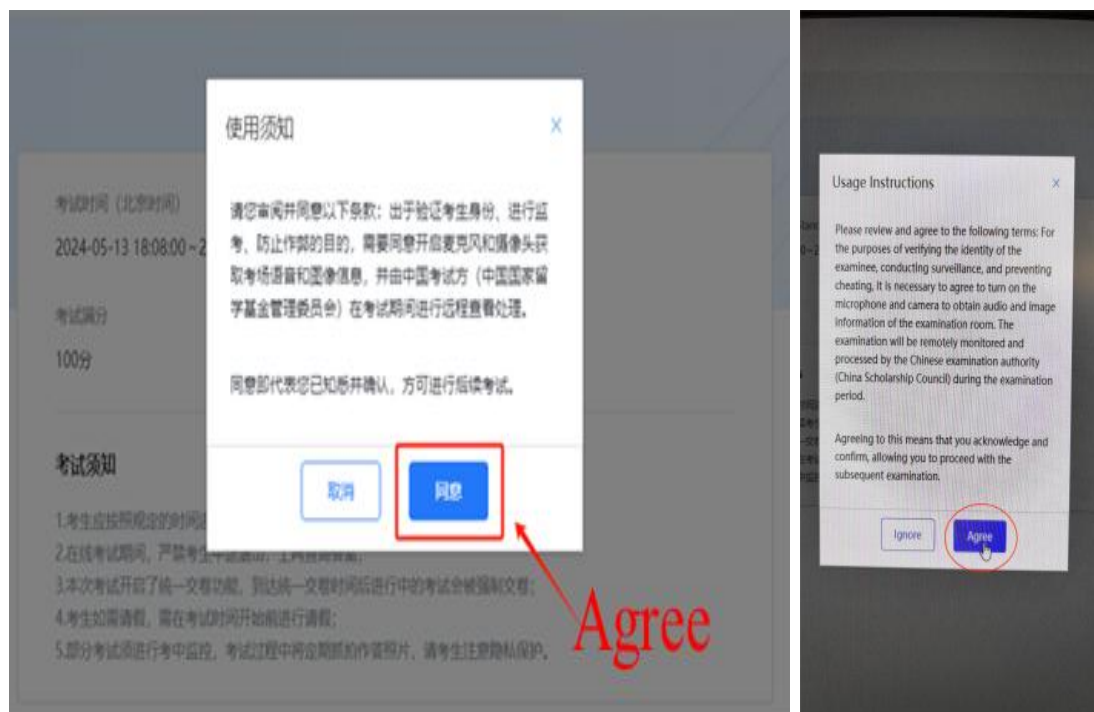 使用须知
考试时间 (北京时间)
2024-05-13 18:08:00 ~ 2
考试满分
100分
请您审阅并同意以下条款：出于验证考生身份、进行监
考、防止作弊的目的，需要同意开启麦克风和摄像头获
取考场语音和图像信息，并由中国考试方（中国国家留
学基金管理委员会）在考试期间进行远程查看处理。
同意即代表您已知悉并确认，方可进行后续考试。
取消
同意
考试须知
1.考生应按照规定的时间
2.在线考试期间，严禁考生
3.本次考试开启了统一交卷功能，到达统一交卷时间后进行中的考试会被强制交卷；
4.考生如需请假，需在考试时间开始前进行请假；
5.部分考试须进行考中监控，考试过程中将定期抓拍作答照片，请考生注意隐私保护。
Agree
Usage Instructions
Please review and agree to the following terms: For
the purposes of verifying the identity of the
examinee, conducting surveillance, and preventing
cheating, It is necessary to agree to turn on the
microphone and camera to obtain audio and image
information of the examination room. The
examination will be remotely monitored and
processed by the Chinese examination authority
(China Scholarship Council) during the examination
period.
Agreeing to this means that you acknowledge and
confirm, allowing you to proceed with the
subsequent examination.
Ignore
Agree